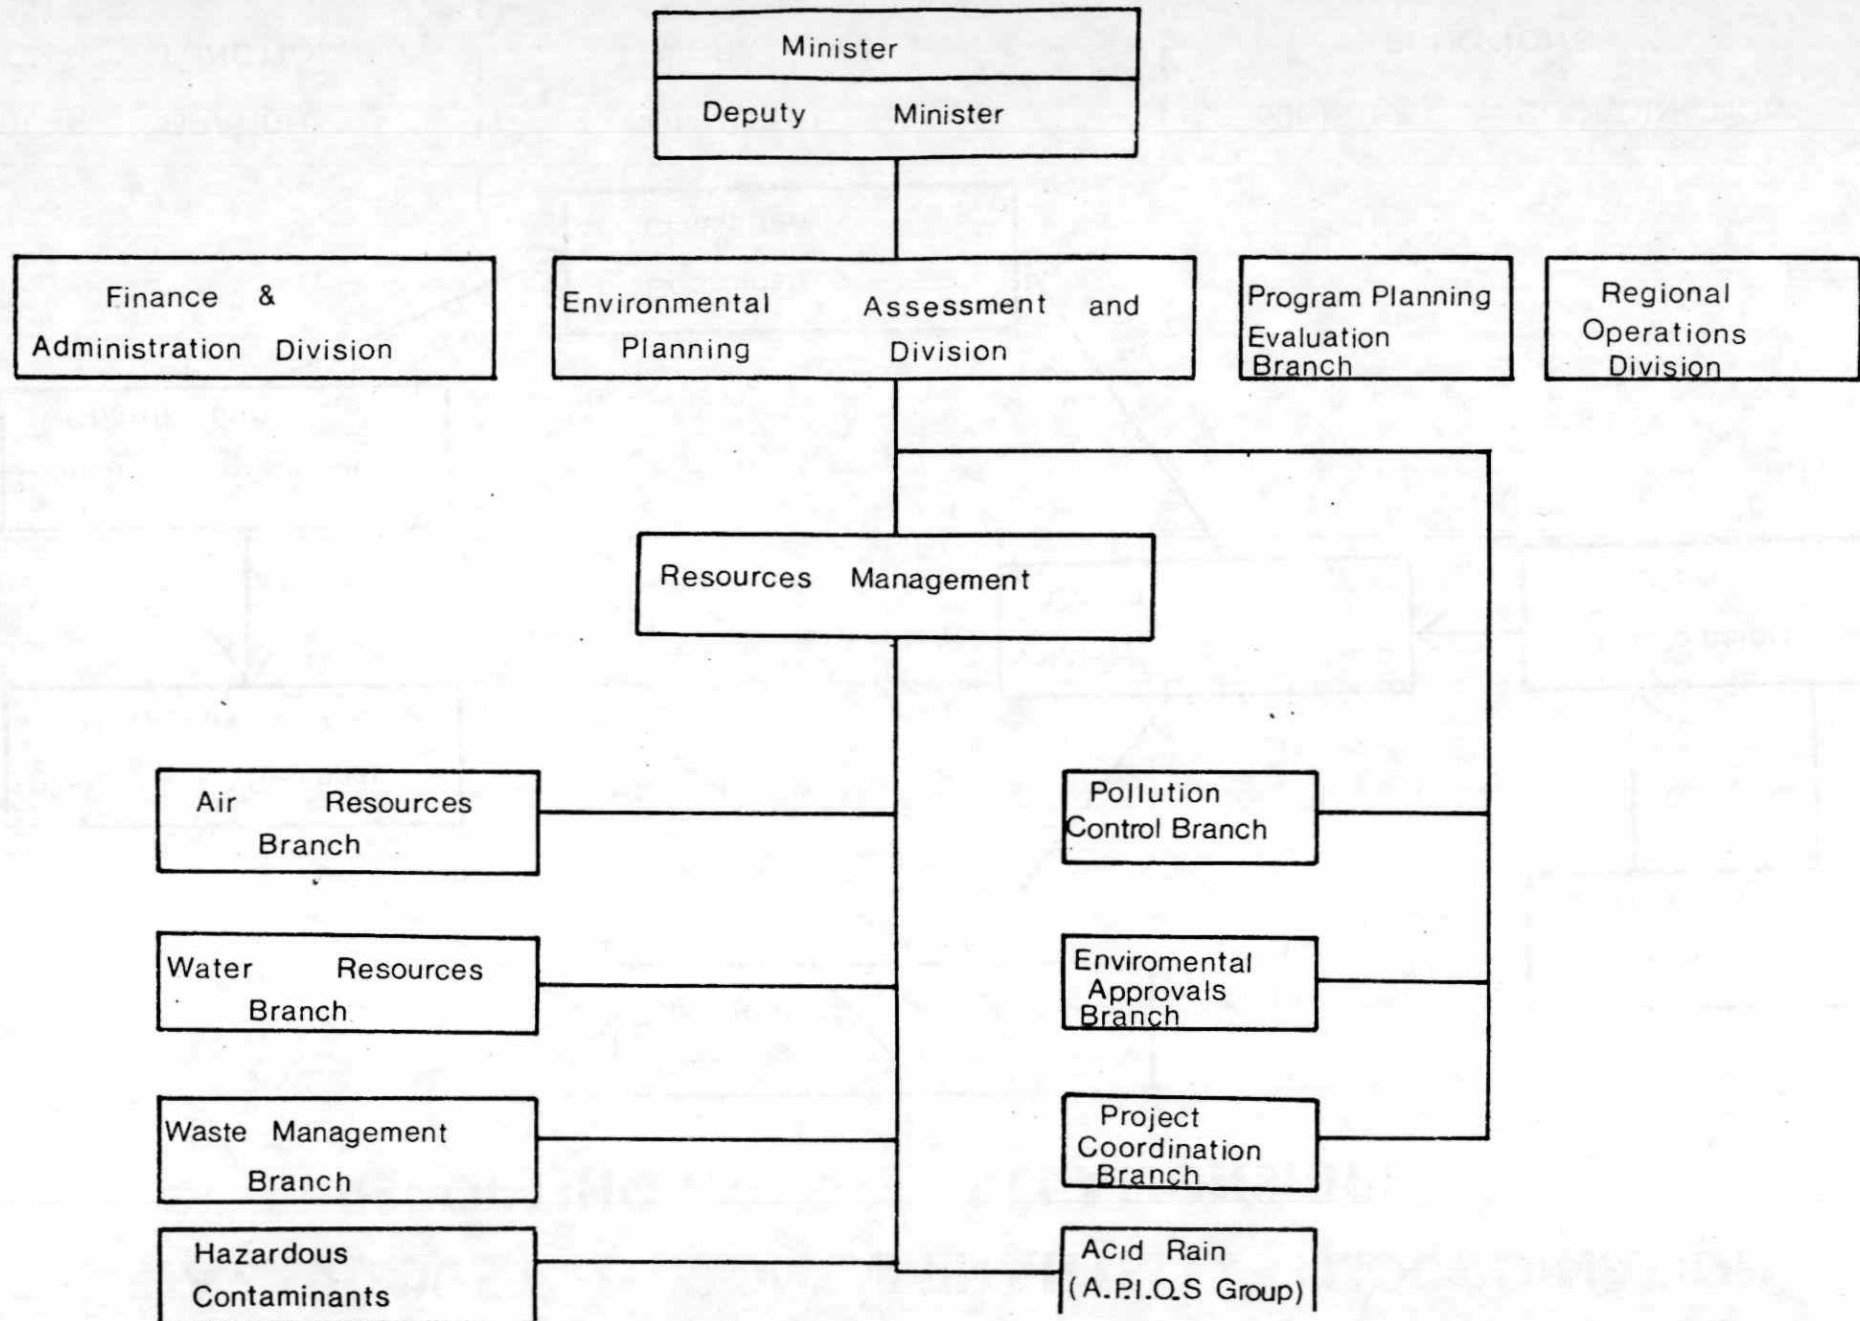 Minister
Deputy Minister
Finance &
Administration Division
Environmental Assessment and
Planning Division
Program Planning
Evaluation
Branch
Regional
Operations
Division
Resources Management
Air Resources
Branch
Pollution
Control Branch
Water Resources
Branch
Enviromental
Approvals
Branch
Waste Management
Branch
Project
Coordination
Branch
Hazardous
Contaminants
Acid Rain
(A.P.I.O.S Group)